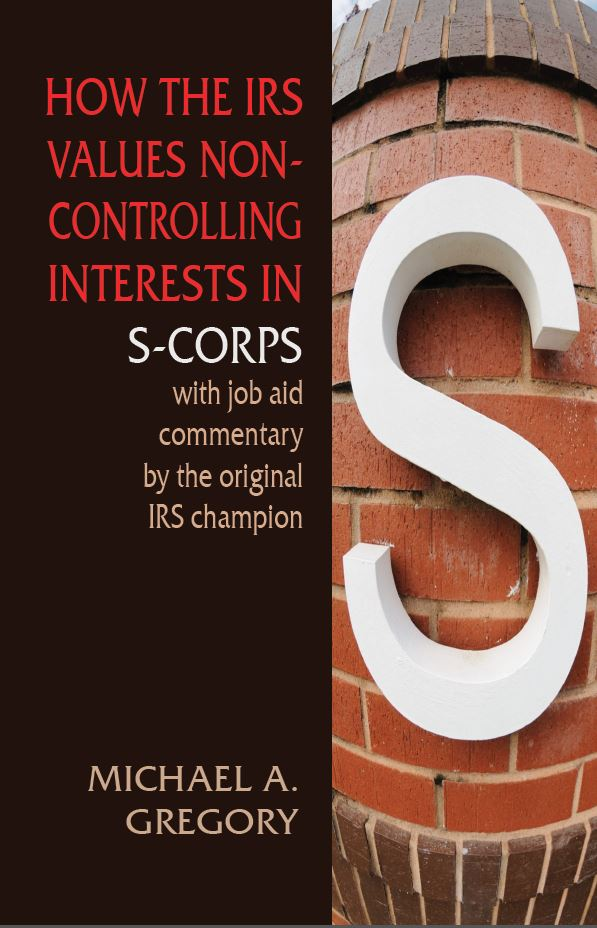 HOW THE IRS
VALUES NON-
CONTROLLING
INTERESTS IN
S-CORPS
with job aid
commentary
by the original
IRS champion
MICHAEL A.
GREGORY
S